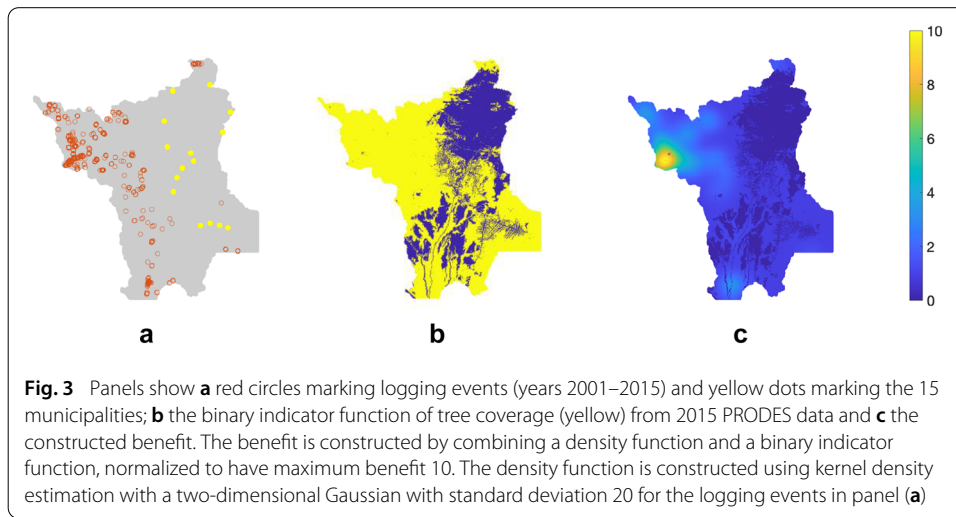 10
8
6
4
2
0
a
b
c
Fig. 3 Panels show a red circles marking logging events (years 2001–2015) and yellow dots marking the 15
municipalities; b the binary indicator function of tree coverage (yellow) from 2015 PRODES data and c the
constructed benefit. The benefit is constructed by combining a density function and a binary indicator
function, normalized to have maximum benefit 10. The density function is constructed using kernel density
estimation with a two-dimensional Gaussian with standard deviation 20 for the logging events in panel (a)